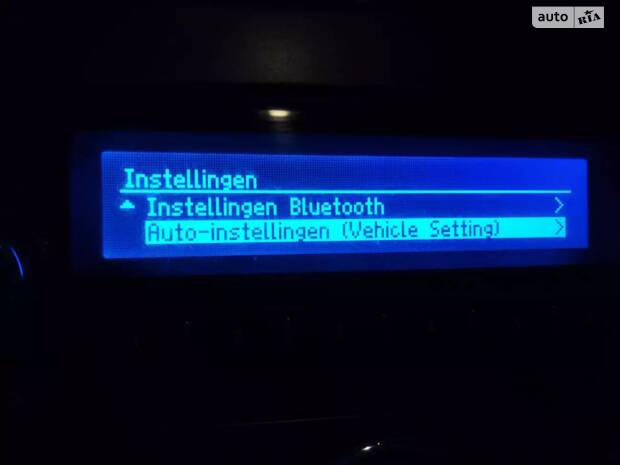 auto RIA
Instellingen
Instellingen Bluetooth >
Auto-instellingen (Vehicle Setting) >